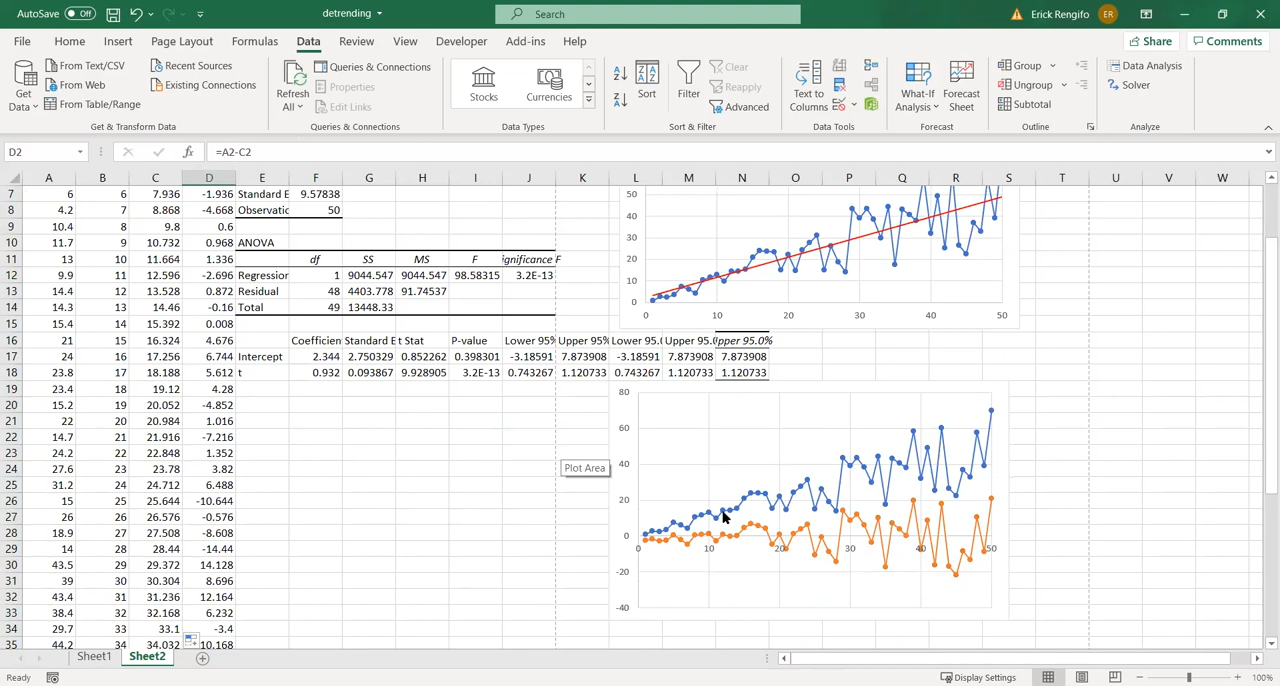 AutoSave Off detrending Search Erick Rengifo ER
File Home Insert Page Layout Formulas Data Review View Developer Add-ins Help Share Comments
Get Data From Text/CSV From Web From Table/Range Recent Sources Existing Connections
Get & Transform Data
Refresh All Queries & Connections Properties Edit Links
Queries & Connections
Stocks Currencies
Data Types
Sort Filter Clear Reapply Advanced
Sort & Filter
Text to Columns
Data Tools
What-If Analysis Forecast Sheet
Forecast
Group Ungroup Subtotal
Outline
Data Analysis Solver
Analyze
D2 fx =A2-C2
A B C D E F G H I J K L M N O P Q R S T U V W
7 6 6 7.936 -1.936 Standard E 9.57838
8 4.2 7 8.868 -4.668 Observatio 50
9 10.4 8 9.8 0.6
10 11.7 9 10.732 0.968 ANOVA
11 13 10 11.664 1.336 df SS MS F ignificance F
12 9.9 11 12.596 -2.696 Regression 1 9044.547 9044.547 98.58315 3.2E-13
13 14.4 12 13.528 0.872 Residual 48 4403.778 91.74537
14 14.3 13 14.46 -0.16 Total 49 13448.33
15 15.4 14 15.392 0.008
16 21 15 16.324 4.676 Coefficien Standard E t Stat P-value Lower 95% Upper 95% Lower 95.0 Upper 95.0%
17 24 16 17.256 6.744 Intercept 2.344 2.750329 0.852262 0.398301 -3.18591 7.873908 -3.18591 7.873908 7.873908
18 23.8 17 18.188 5.612 t 0.932 0.093867 9.928905 3.2E-13 0.743267 1.120733 0.743267 1.120733 1.120733
19 23.4 18 19.12 4.28
20 15.2 19 20.052 -4.852
21 22 20 20.984 1.016
22 14.7 21 21.916 -7.216
23 24.2 22 22.848 1.352
24 27.6 23 23.78 3.82
25 31.2 24 24.712 6.488
26 15 25 25.644 -10.644
27 26 26 26.576 -0.576
28 18.9 27 27.508 -8.608
29 14 28 28.44 -14.44
30 43.5 29 29.372 14.128
31 39 30 30.304 8.696
32 43.4 31 31.236 12.164
33 38.4 32 32.168 6.232
34 29.7 33 33.1 -3.4
35 44.2 34 34.032 10.168
50
40
30
20
10
0
0 10 20 30 40 50
80
60
40
20
0
-20
-40
0 10 20 30 40 50
Plot Area
Sheet1 Sheet2
Ready Display Settings 100%